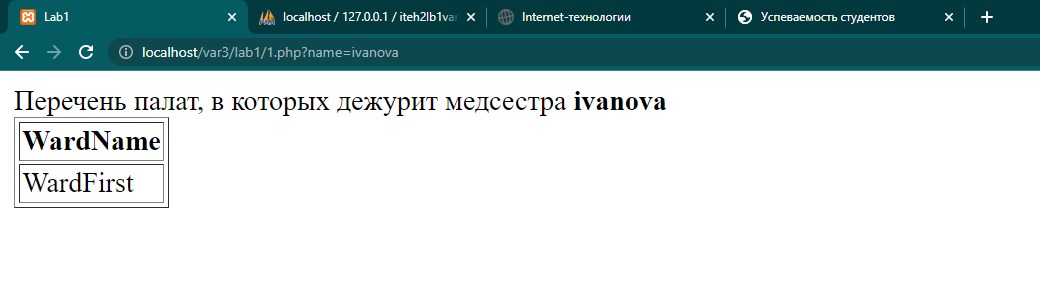 Lab1
localhost / 127.0.0.1 / iteh2lb1var
Internet-технологии
Успеваемость студентов
localhost/var3/lab1/1.php?name=ivanova
Перечень палат, в которых дежурит медсестра ivanova
WardName
WardFirst